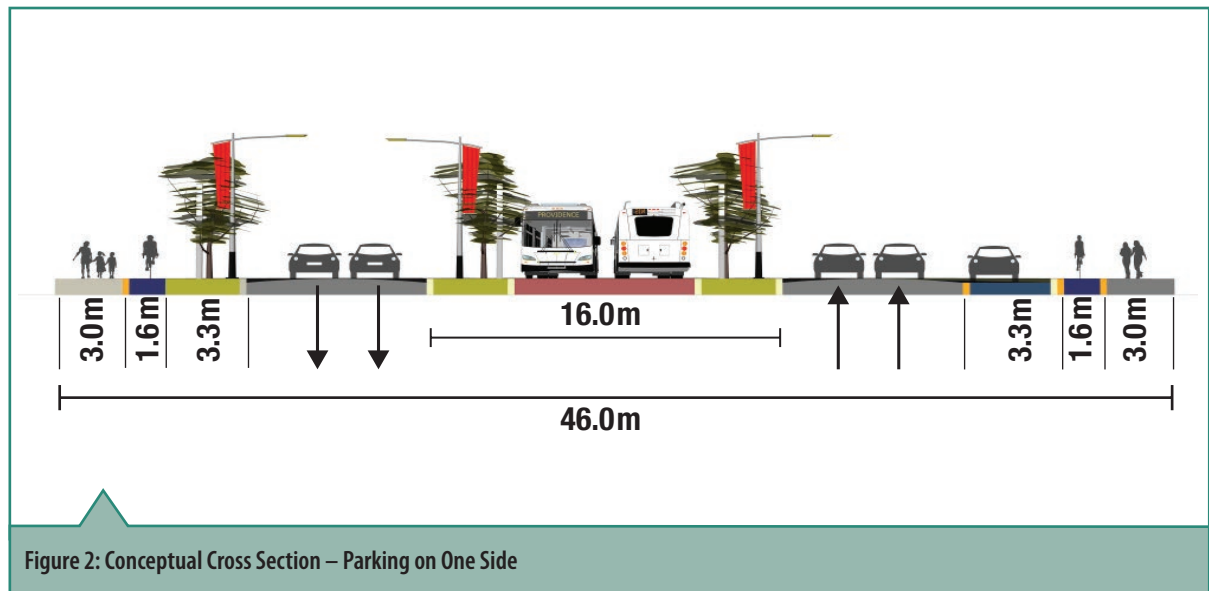 PROVIDENCE
3.0m
1.6m
3.3m
16.0m
3.3m
1.6m
3.0m
46.0m
Figure 2: Conceptual Cross Section – Parking on One Side